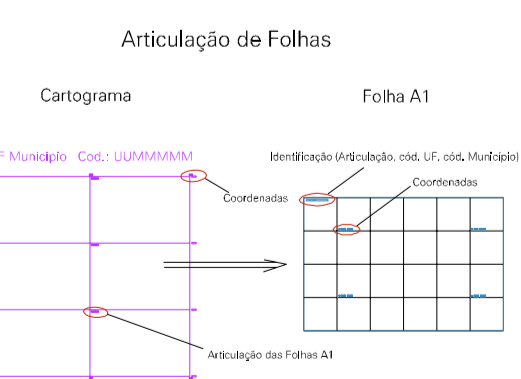 Articulação de Folhas
Cartograma
Folha A1
F Município Cod.: UUMMMMM
Identificação (Articulação, cód. UF, cód. Município)
Coordenadas
Coordenadas
Articulação das Folhas A1